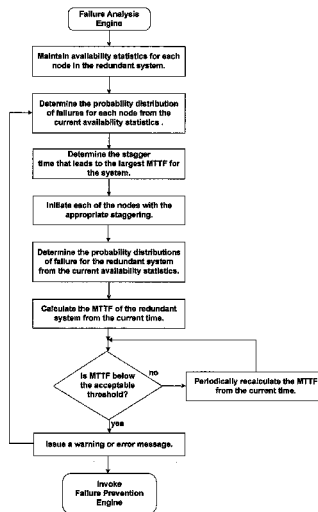 Failure Analysis
Engine
Maintain availability statistics for each
node in the redundant system.
Determine the probability distribution
of failures for each node from the
current availability statistics .
Determine the stagger
time that leads to the largest MTTF for
the system.
Initiate each of the nodes with the
appropriate staggering.
Determine the probability distributions
of failure for the redundant system
from the current availability statistics.
Calculate the MTTF of the redundant
system from the current time.
Is MTTF below
the acceptable
threshold?
no
Periodically recalculate the MTTF
from the current time.
yes
Issue a warning or error message.
Invoke
Failure Prevention
Engine